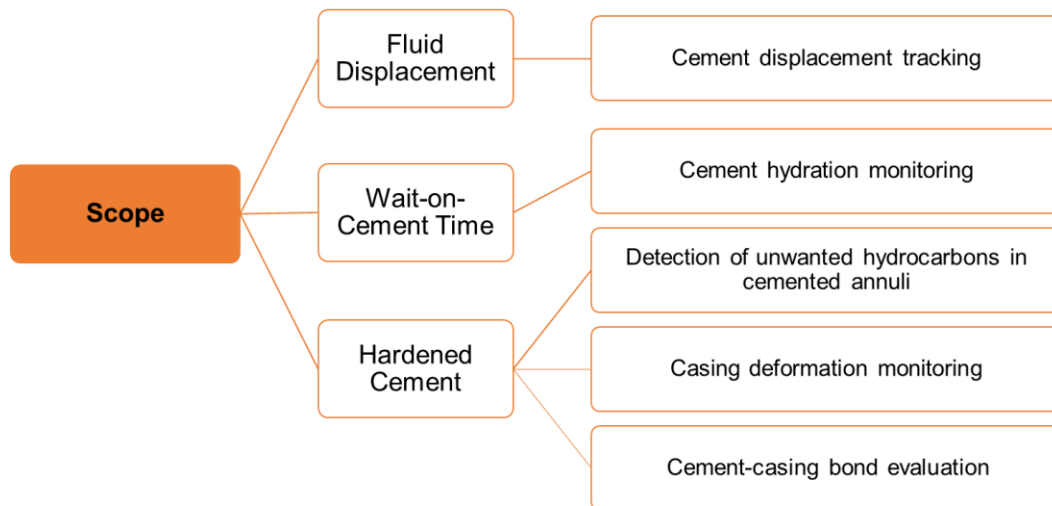 Fluid
Displacement
Cement displacement tracking
Scope
Wait-on-
Cement Time
Cement hydration monitoring
Hardened
Cement
Detection of unwanted hydrocarbons in
cemented annuli
Casing deformation monitoring
Cement-casing bond evaluation